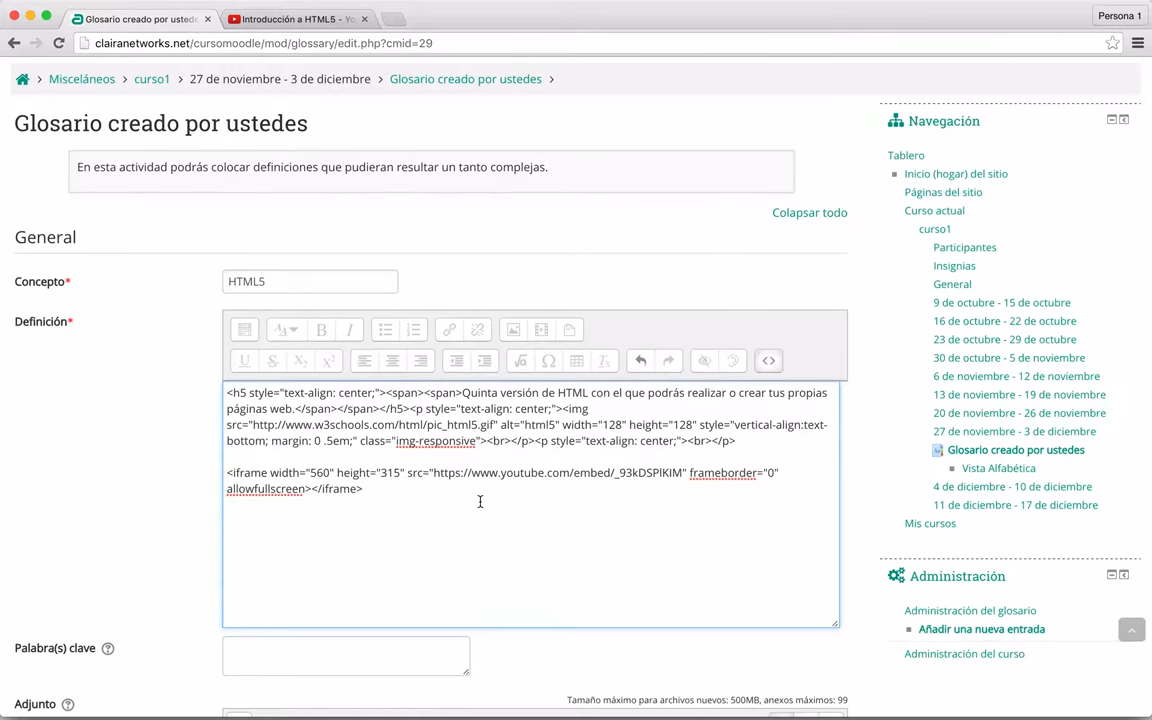 Glosario creado por ustede
Introducción a HTML5 - Yo
Persona 1
clairanetworks.net/cursomoodle/mod/glossary/edit.php?cmid=29
Misceláneos > curso1 > 27 de noviembre - 3 de diciembre > Glosario creado por ustedes >
Glosario creado por ustedes
En esta actividad podrás colocar definiciones que pudieran resultar un tanto complejas.
Colapsar todo
General
Concepto*
HTML5
Definición*
<h5 style="text-align: center;"><span><span>Quinta versión de HTML con el que podrás realizar o crear tus propias
páginas web.</span></span></h5><p style="text-align: center;"><img
src="http://www.w3schools.com/html/pic_html5.gif" alt="html5" width="128" height="128" style="vertical-align:text-
bottom; margin: 0 .5em;" class="img-responsive"><br></p><p style="text-align: center;"><br></p>
<iframe width="560" height="315" src="https://www.youtube.com/embed/_93kDSPlKIM" frameborder="0"
allowfullscreen></iframe>
Palabra(s) clave
Adjunto
Tamaño máximo para archivos nuevos: 500MB, anexos máximos: 99
Navegación
Tablero
Inicio (hogar) del sitio
Páginas del sitio
Curso actual
curso1
Participantes
Insignias
General
9 de octubre - 15 de octubre
16 de octubre - 22 de octubre
23 de octubre - 29 de octubre
30 de octubre - 5 de noviembre
6 de noviembre - 12 de noviembre
13 de noviembre - 19 de noviembre
20 de noviembre - 26 de noviembre
27 de noviembre - 3 de diciembre
Glosario creado por ustedes
Vista Alfabética
4 de diciembre - 10 de diciembre
11 de diciembre - 17 de diciembre
Mis cursos
Administración
Administración del glosario
Añadir una nueva entrada
Administración del curso